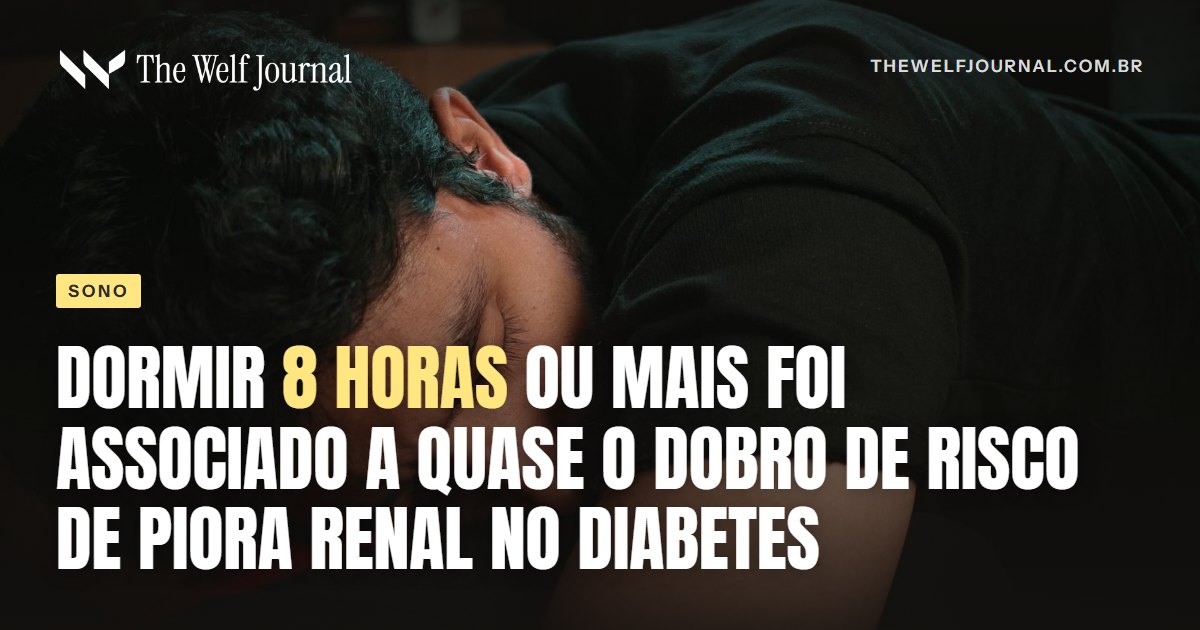 The Welf Journal
THEWELFJOURNAL.COM.BR
SONO
DORMIR 8 HORAS OU MAIS FOI
ASSOCIADO A QUASE O DOBRO DE RISCO
DE PIORA RENAL NO DIABETES